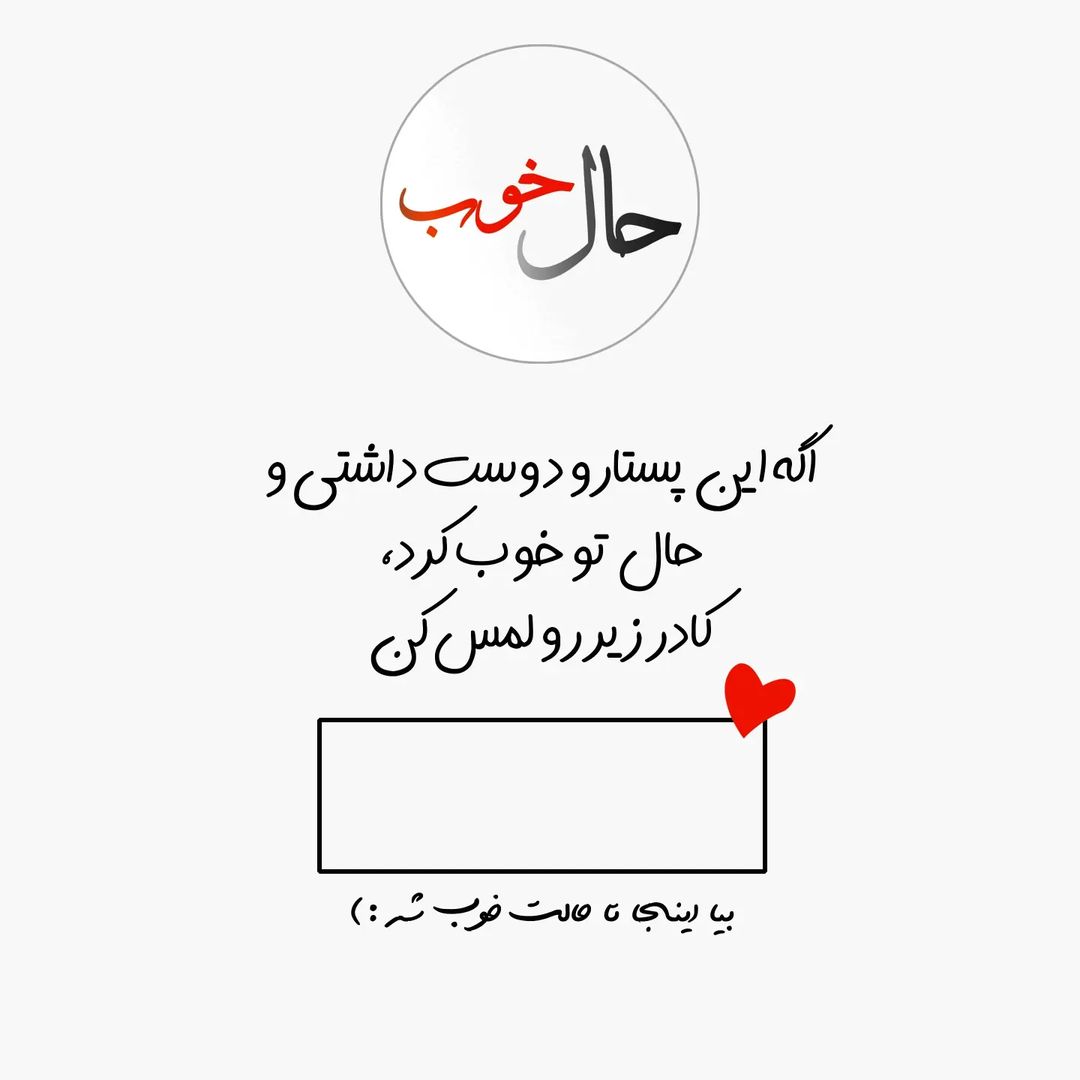 حال خوب
اگه این پستارو دوست داشتی و
حال تو خوب کرد،
کادر زیر رو لمس کن
بیا اینجا تا حالت خوب شه :)